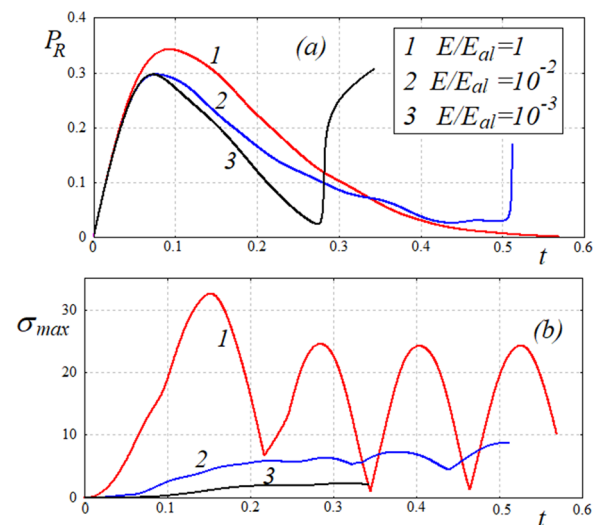 0.4
P_R
(a)
1 E/E_al=1
2 E/E_al=10^-2
3 E/E_al=10^-3
1
0.3
2
0.2
3
0.1
0
0 0.1 0.2 0.3 0.4 0.5 0.6
t
σ_max
(b)
30
1
20
10
2
3
0
0 0.1 0.2 0.3 0.4 0.5 0.6
t